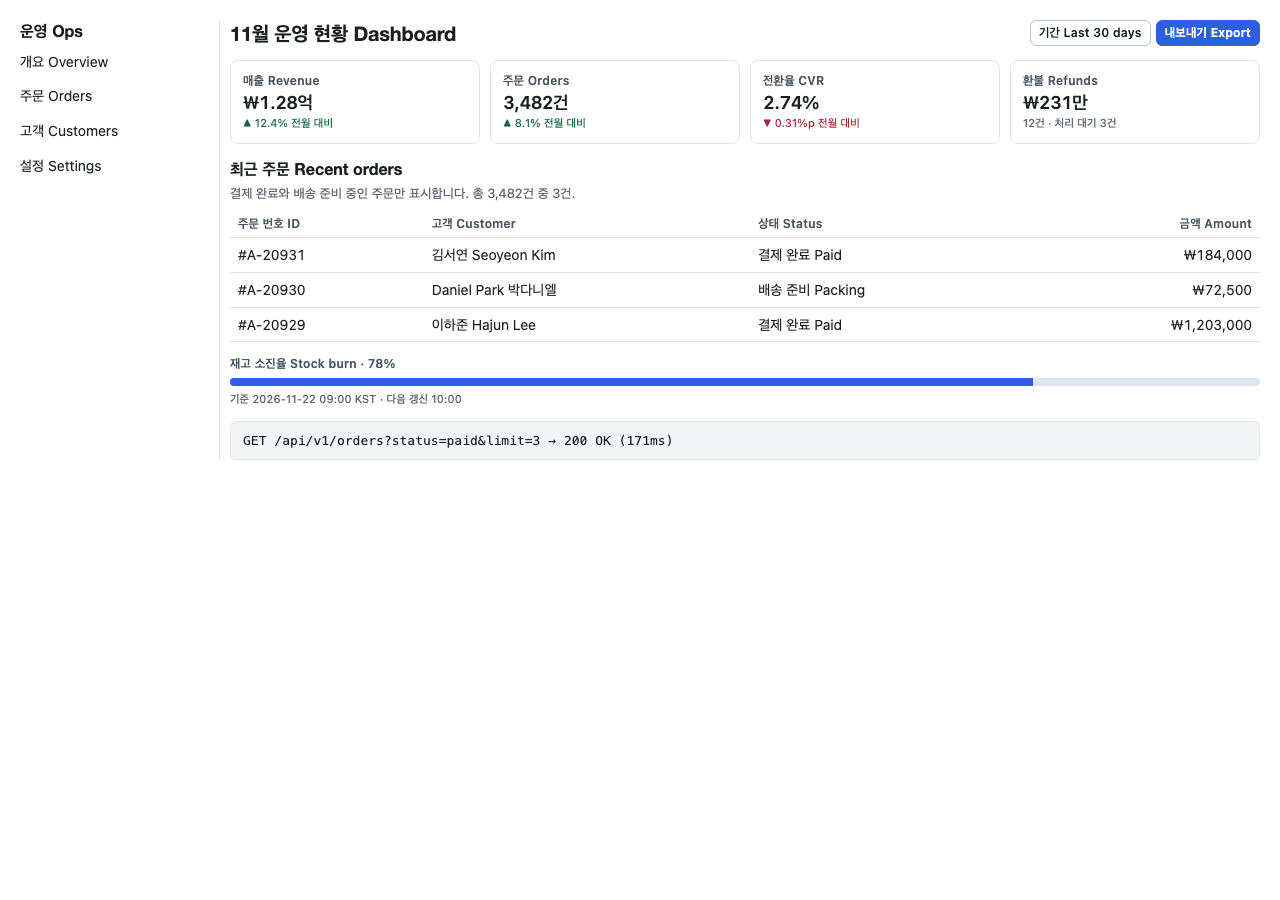 운영 Ops
개요 Overview
주문 Orders
고객 Customers
설정 Settings
11월 운영 현황 Dashboard
기간 Last 30 days
내보내기 Export
매출 Revenue
₩1.28억
▲ 12.4% 전월 대비
주문 Orders
3,482건
▲ 8.1% 전월 대비
전환율 CVR
2.74%
▼ 0.31%p 전월 대비
환불 Refunds
₩231만
12건 · 처리 대기 3건
최근 주문 Recent orders
결제 완료와 배송 준비 중인 주문만 표시합니다. 총 3,482건 중 3건.
주문 번호 ID 고객 Customer 상태 Status 금액 Amount
#A-20931 김서연 Seoyeon Kim 결제 완료 Paid ₩184,000
#A-20930 Daniel Park 박다니엘 배송 준비 Packing ₩72,500
#A-20929 이하준 Hajun Lee 결제 완료 Paid ₩1,203,000
재고 소진율 Stock burn · 78%
기준 2026-11-22 09:00 KST · 다음 갱신 10:00
GET /api/v1/orders?status=paid&limit=3 → 200 OK (171ms)